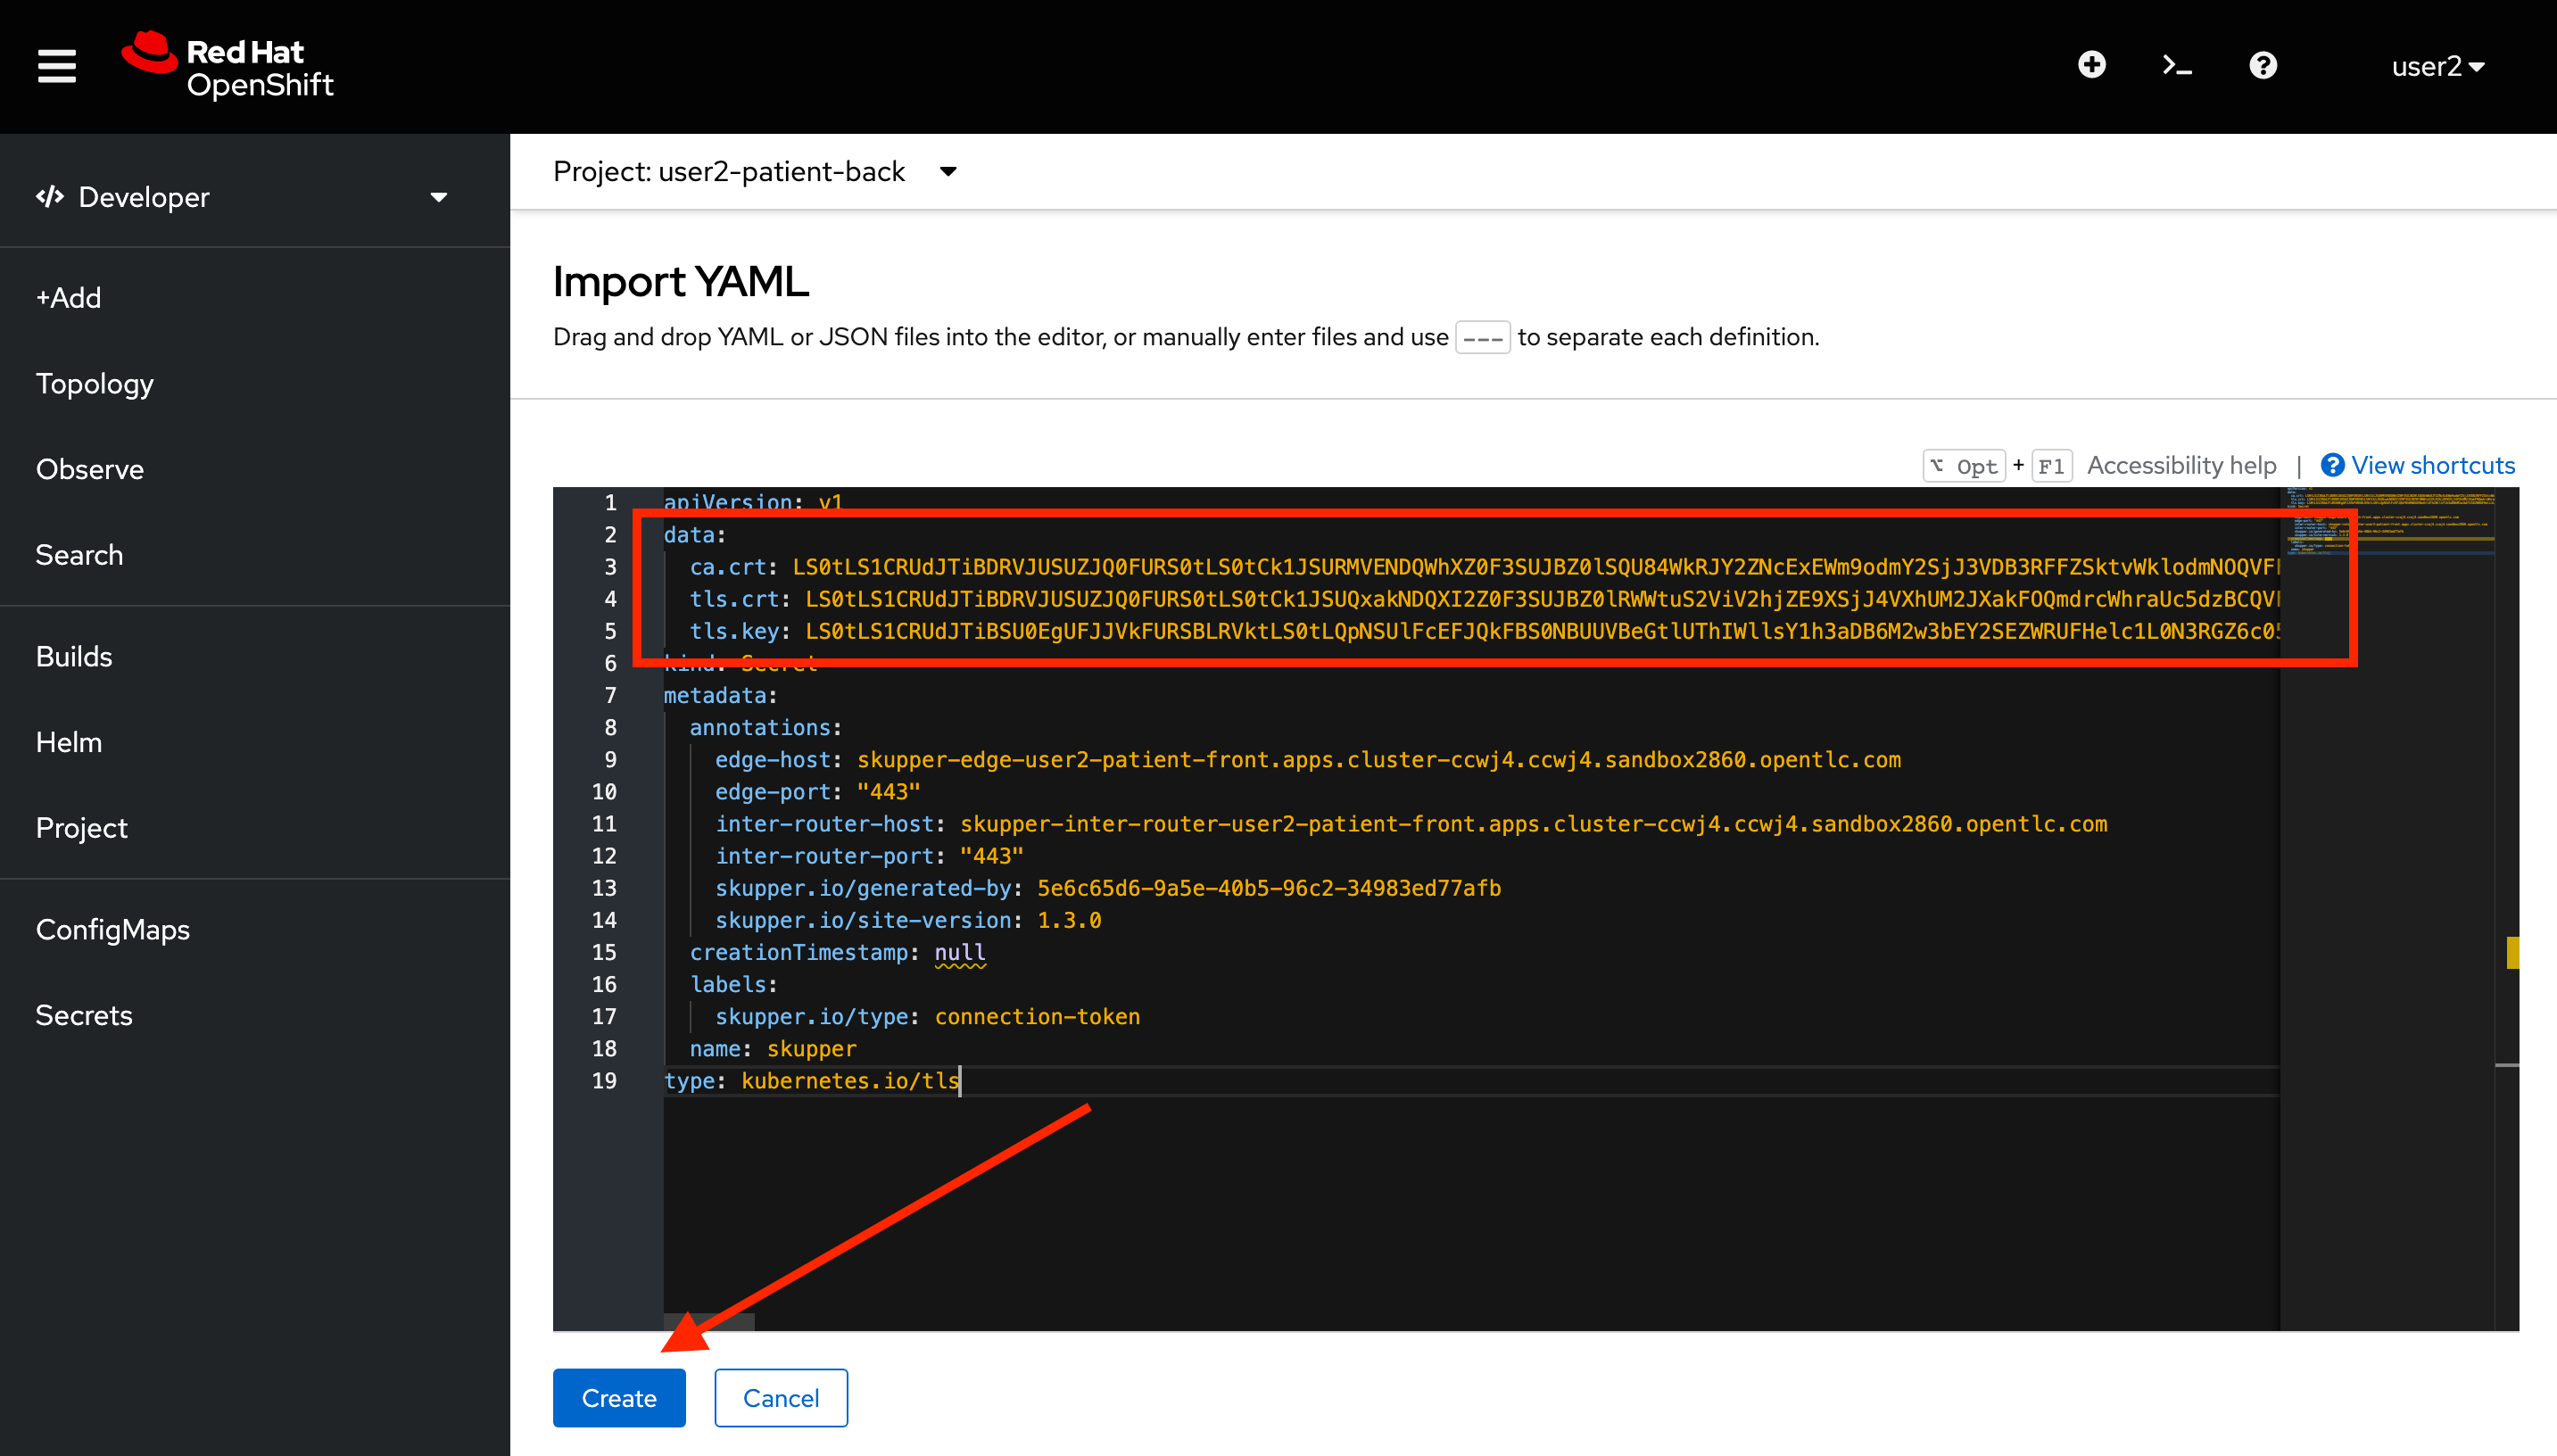 Red Hat
OpenShift
user2
Developer
+Add
Topology
Observe
Search
Builds
Helm
Project
ConfigMaps
Secrets
Project: user2-patient-back
Import YAML
Drag and drop YAML or JSON files into the editor, or manually enter files and use --- to separate each definition.
⌥ Opt + F1 Accessibility help | View shortcuts
1 apiVersion: v1
2 data:
3 ca.crt: LS0tLS1CRUdJTiBDRVJUSUZJQ0FURS0tLS0tCk1JSURMVENDQWhXZ0F3SUJBZ0lSQU84WkRJY2ZNcExEWm9odmY2SjJ3VDB3RFFZSktvWklodmNOQVF
4 tls.crt: LS0tLS1CRUdJTiBDRVJUSUZJQ0FURS0tLS0tCk1JSUQxakNDQXI2Z0F3SUJBZ0lRWWtuS2ViV2hjZE9XSjJ4VXhUM2JXakFOQmdrcWhraUc5dzBCQV
5 tls.key: LS0tLS1CRUdJTiBSU0EgUFJJVkFURSBLRVktLS0tLQpNSUlFcEFJQkFBS0NBUUVBeGtlUThIWllsY1h3aDB6M2w3bEY2SEZWRUFHelc1L0N3RGZ6c05
6 kind: Secret
7 metadata:
8 annotations:
9 edge-host: skupper-edge-user2-patient-front.apps.cluster-ccwj4.ccwj4.sandbox2860.opentlc.com
10 edge-port: "443"
11 inter-router-host: skupper-inter-router-user2-patient-front.apps.cluster-ccwj4.ccwj4.sandbox2860.opentlc.com
12 inter-router-port: "443"
13 skupper.io/generated-by: 5e6c65d6-9a5e-40b5-96c2-34983ed77afb
14 skupper.io/site-version: 1.3.0
15 creationTimestamp: null
16 labels:
17 skupper.io/type: connection-token
18 name: skupper
19 type: kubernetes.io/tls
Create
Cancel